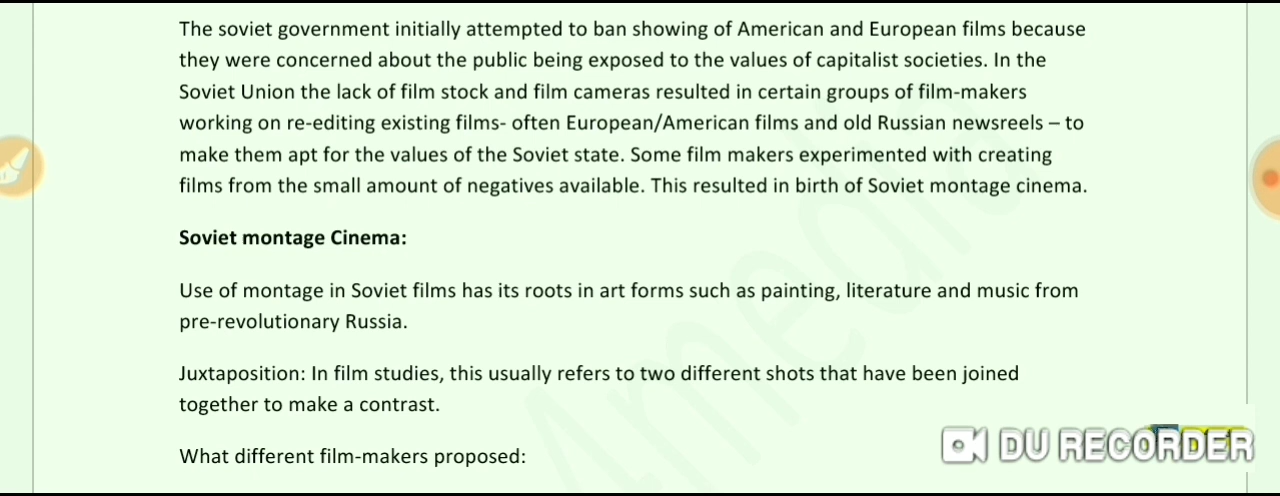 The soviet government initially attempted to ban showing of American and European films because
they were concerned about the public being exposed to the values of capitalist societies. In the
Soviet Union the lack of film stock and film cameras resulted in certain groups of film-makers
working on re-editing existing films- often European/American films and old Russian newsreels – to
make them apt for the values of the Soviet state. Some film makers experimented with creating
films from the small amount of negatives available. This resulted in birth of Soviet montage cinema.
Soviet montage Cinema:
Use of montage in Soviet films has its roots in art forms such as painting, literature and music from
pre-revolutionary Russia.
Juxtaposition: In film studies, this usually refers to two different shots that have been joined
together to make a contrast.
What different film-makers proposed:
DU RECORDER